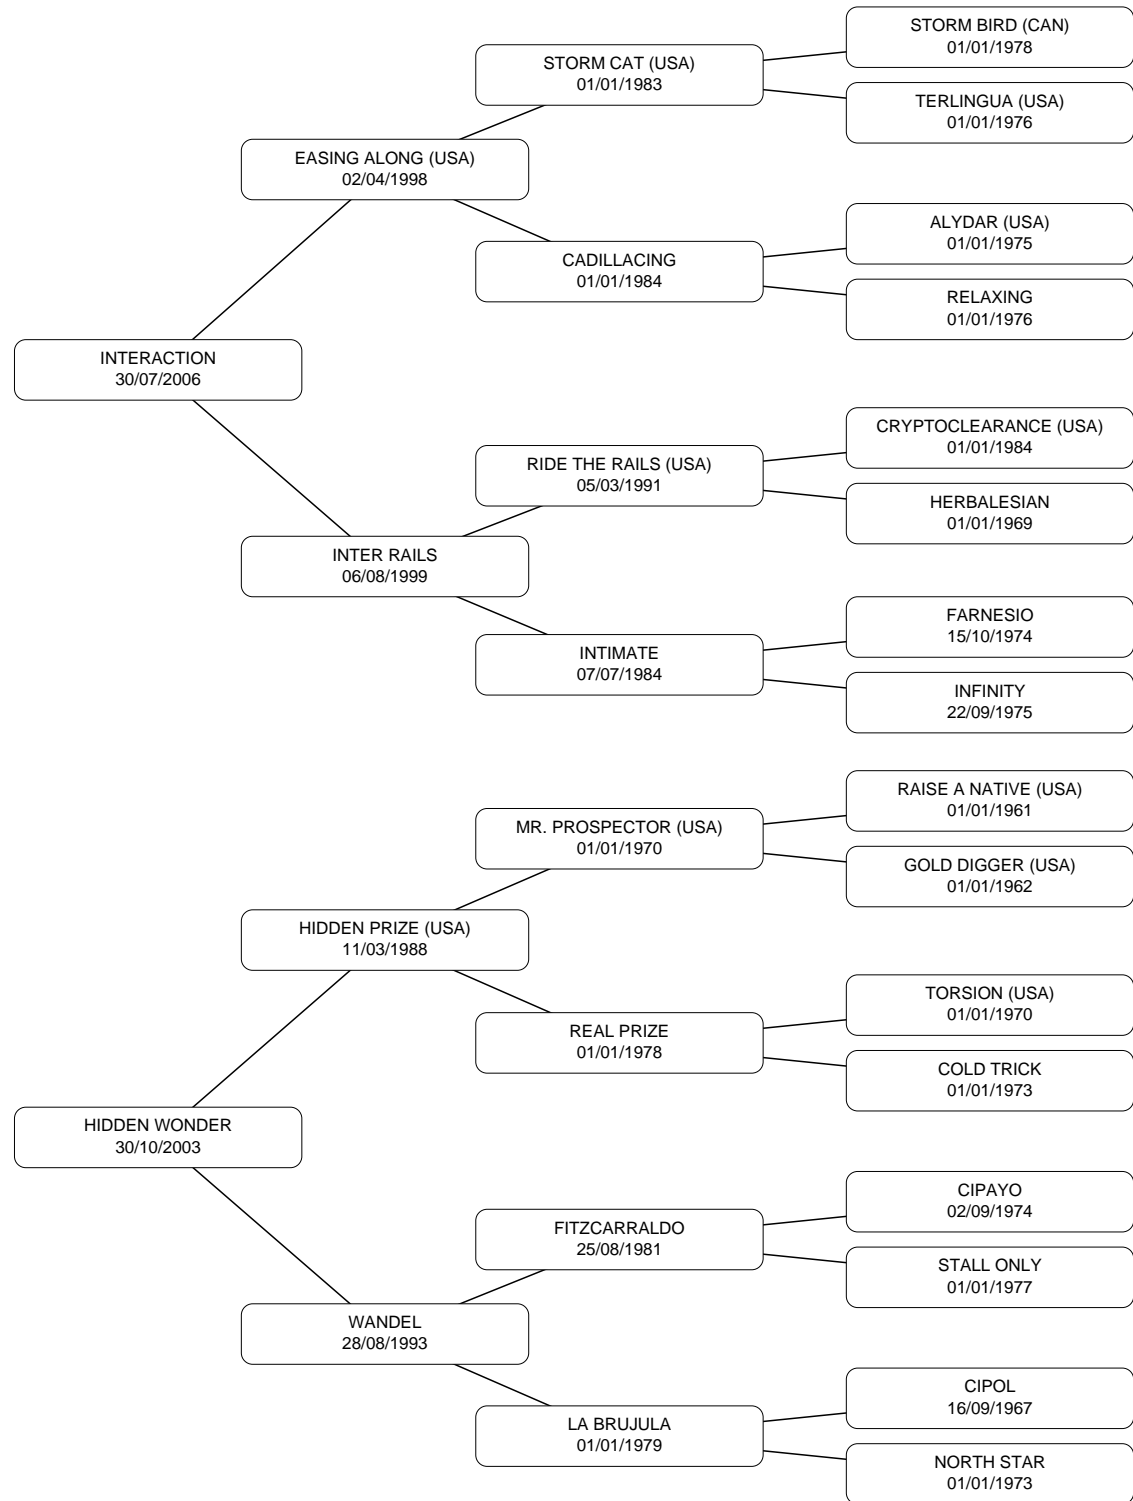 STORM BIRD (CAN)
01/01/1978
STORM CAT (USA)
01/01/1983
TERLINGUA (USA)
01/01/1976
EASING ALONG (USA)
02/04/1998
ALYDAR (USA)
01/01/1975
CADILLACING
01/01/1984
RELAXING
01/01/1976
INTERACTION
30/07/2006
CRYPTOCLEARANCE (USA)
01/01/1984
RIDE THE RAILS (USA)
05/03/1991
HERBALESIAN
01/01/1969
INTER RAILS
06/08/1999
FARNESIO
15/10/1974
INTIMATE
07/07/1984
INFINITY
22/09/1975
RAISE A NATIVE (USA)
01/01/1961
MR. PROSPECTOR (USA)
01/01/1970
GOLD DIGGER (USA)
01/01/1962
HIDDEN PRIZE (USA)
11/03/1988
TORSION (USA)
01/01/1970
REAL PRIZE
01/01/1978
COLD TRICK
01/01/1973
HIDDEN WONDER
30/10/2003
CIPAYO
02/09/1974
FITZCARRALDO
25/08/1981
STALL ONLY
01/01/1977
WANDEL
28/08/1993
CIPOL
16/09/1967
LA BRUJULA
01/01/1979
NORTH STAR
01/01/1973